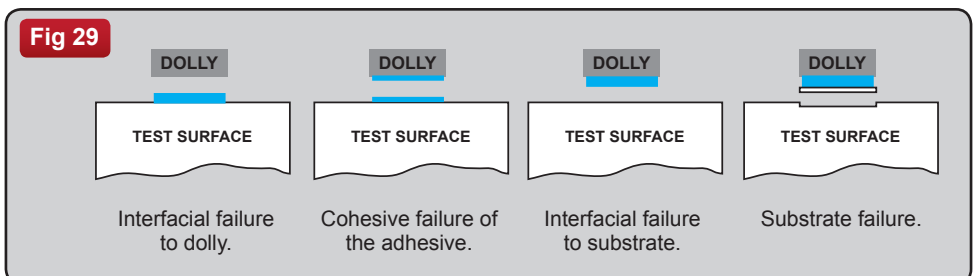 Fig 29
DOLLY
TEST SURFACE
Interfacial failure
to dolly.
DOLLY
TEST SURFACE
Cohesive failure of
the adhesive.
DOLLY
TEST SURFACE
Interfacial failure
to substrate.
DOLLY
TEST SURFACE
Substrate failure.